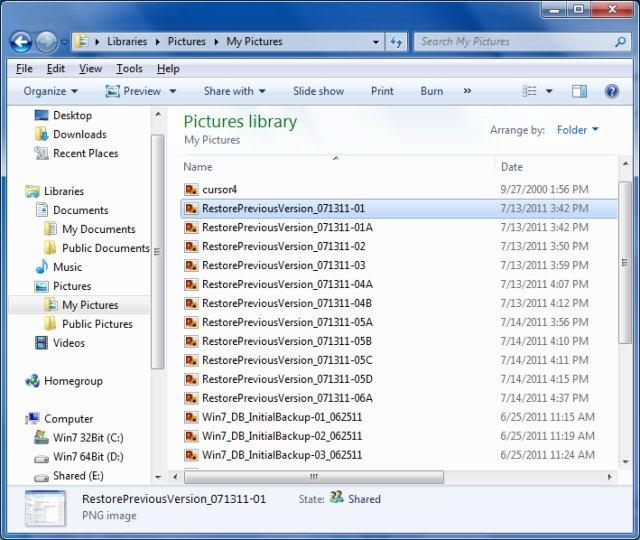 Libraries Pictures My Pictures
Search My Pictures
File Edit View Tools Help
Organize Preview Share with Slide show Print Burn »
Desktop
Downloads
Recent Places
Libraries
Documents
My Documents
Public Documents
Music
Pictures
My Pictures
Public Pictures
Videos
Homegroup
Computer
Win7 32Bit (C:)
Win7 64Bit (D:)
Shared (E:)
Pictures library
My Pictures
Arrange by: Folder
Name Date
cursor4 9/27/2000 1:56 PM
RestorePreviousVersion_071311-01 7/13/2011 3:42 PM
RestorePreviousVersion_071311-01A 7/13/2011 3:42 PM
RestorePreviousVersion_071311-02 7/13/2011 3:50 PM
RestorePreviousVersion_071311-03 7/13/2011 3:59 PM
RestorePreviousVersion_071311-04A 7/13/2011 4:07 PM
RestorePreviousVersion_071311-04B 7/13/2011 4:12 PM
RestorePreviousVersion_071311-05A 7/14/2011 3:56 PM
RestorePreviousVersion_071311-05B 7/14/2011 4:10 PM
RestorePreviousVersion_071311-05C 7/14/2011 4:11 PM
RestorePreviousVersion_071311-05D 7/14/2011 4:15 PM
RestorePreviousVersion_071311-06A 7/14/2011 4:37 PM
Win7_DB_InitialBackup-01_062511 6/25/2011 11:15 AM
Win7_DB_InitialBackup-02_062511 6/25/2011 11:19 AM
Win7_DB_InitialBackup-03_062511 6/25/2011 11:24 AM
RestorePreviousVersion_071311-01 State: Shared
PNG image